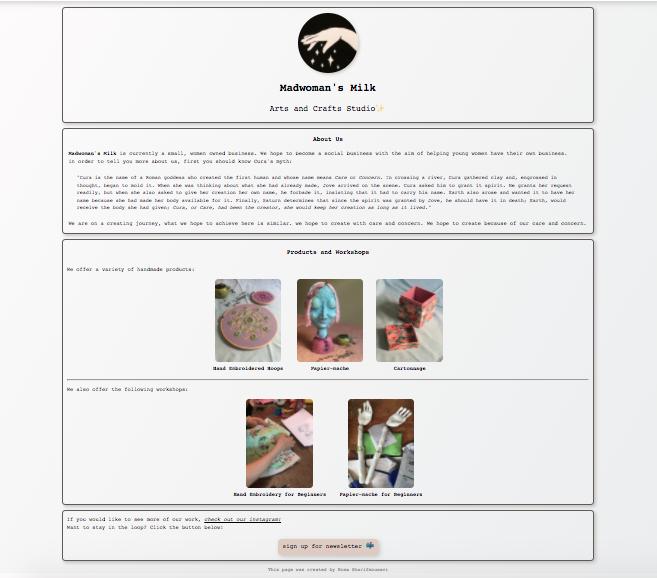 Madwoman's Milk
Arts and Crafts Studio✨
About Us
Madwoman's Milk is currently a small, women owned business. We hope to become a social business with the aim of helping young women have their own business.
In order to tell you more about us, first you should know Cura's myth:
"Cura is the name of a Roman goddess who created the first human and whose name means Care or Concern. In crossing a river, Cura gathered clay and, engrossed in
thought, began to mold it. When she was thinking about what she had already made, Jove arrived on the scene. Cura asked him to grant it spirit. He grants her request
readily, but when she also asked to give her creation her own name, he forbade it, insisting that it had to carry his name. Earth also arose and wanted it to have her
name because she had made her body available for it. Finally, Saturn determines that since the spirit was granted by Jove, he should have it in death; Earth, would
receive the body she had given; Cura, or Care, had been the creator, she would keep her creation as long as it lived."
We are on a creating journey, what we hope to achieve here is similar. we hope to create with care and concern. We hope to create because of our care and concern.
Products and Workshops
We offer a variety of handmade products:
Hand Embroidered Hoops
Papier-mache
Cartonnage
We also offer the following workshops:
Hand Embroidery for Beginners
Papier-mache for Beginners
If you would like to see more of our work, check out our instagram!
Want to stay in the loop? Click the button below!
sign up for newsletter 📫
This page was created by Roma